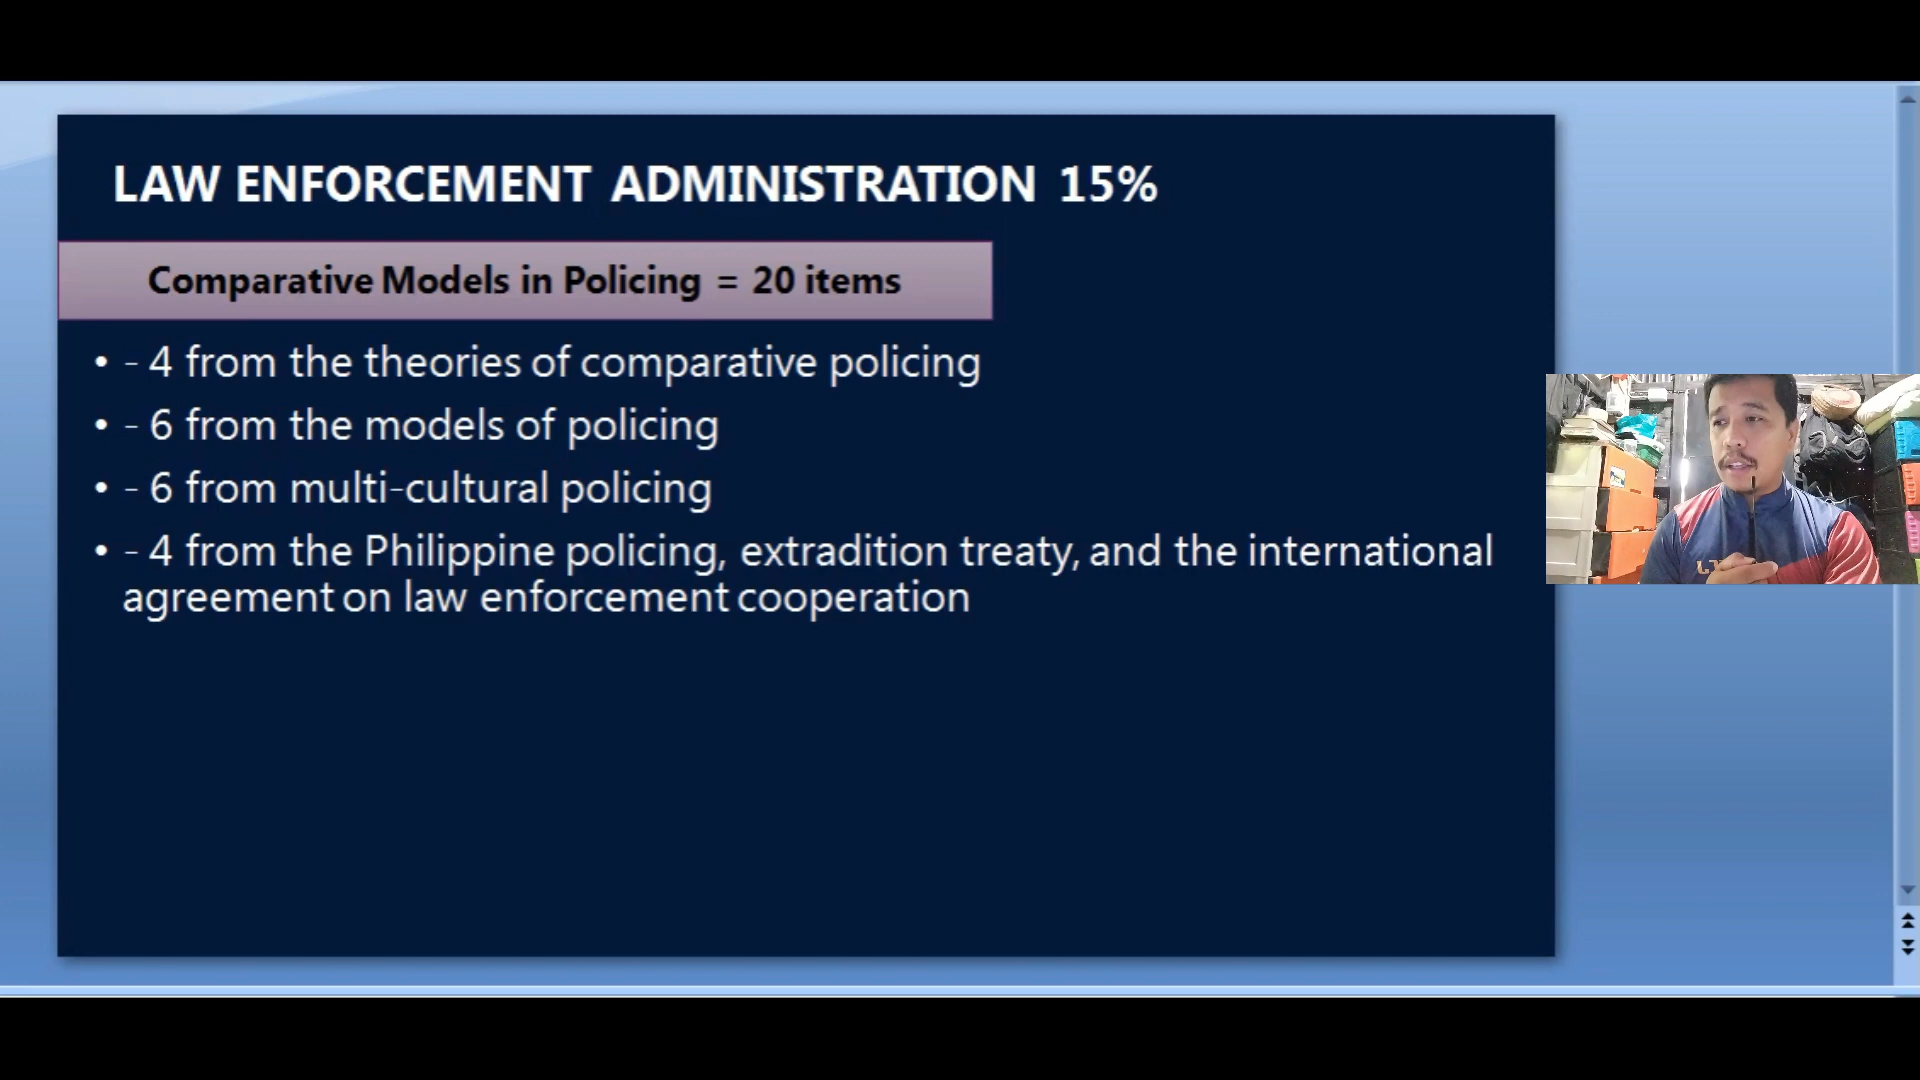 LAW ENFORCEMENT ADMINISTRATION 15%
Comparative Models in Policing = 20 items
• - 4 from the theories of comparative policing
• - 6 from the models of policing
• - 6 from multi-cultural policing
• - 4 from the Philippine policing, extradition treaty, and the international
agreement on law enforcement cooperation